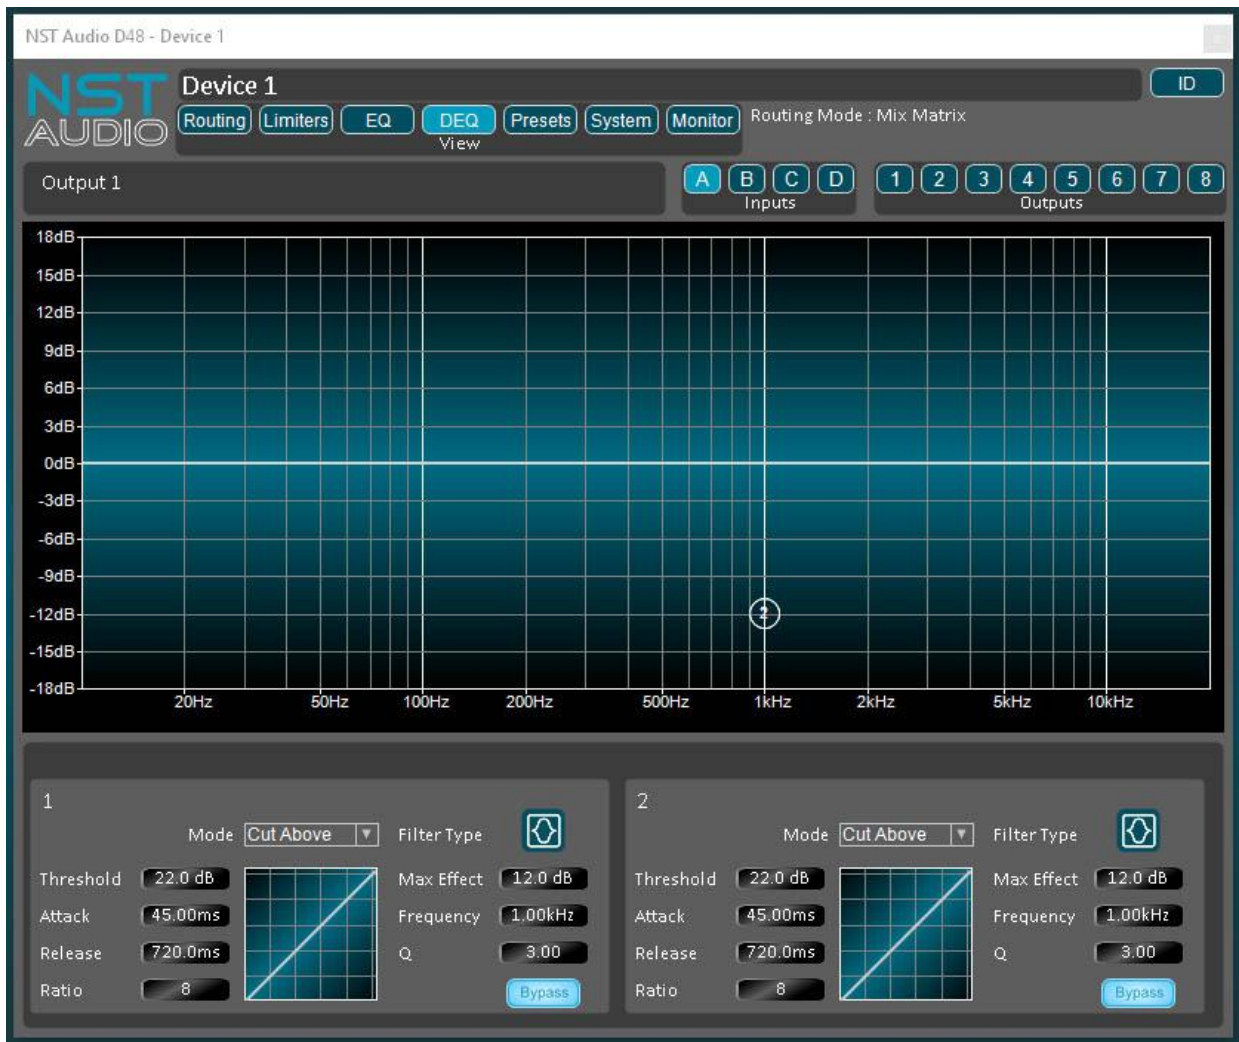 NST Audio D48 - Device 1
NST
AUDIO
Device 1
ID
Routing Limiters EQ DEQ Presets System Monitor
View
Routing Mode : Mix Matrix
Output 1
A B C D
Inputs
1 2 3 4 5 6 7 8
Outputs
18dB
15dB
12dB
9dB
6dB
3dB
0dB
-3dB
-6dB
-9dB
-12dB
-15dB
-18dB
2
20Hz 50Hz 100Hz 200Hz 500Hz 1kHz 2kHz 5kHz 10kHz
1
Mode Cut Above Filter Type
Threshold 22.0 dB Max Effect 12.0 dB
Attack 45.00ms Frequency 1.00kHz
Release 720.0ms Q 3.00
Ratio 8 Bypass
2
Mode Cut Above Filter Type
Threshold 22.0 dB Max Effect 12.0 dB
Attack 45.00ms Frequency 1.00kHz
Release 720.0ms Q 3.00
Ratio 8 Bypass